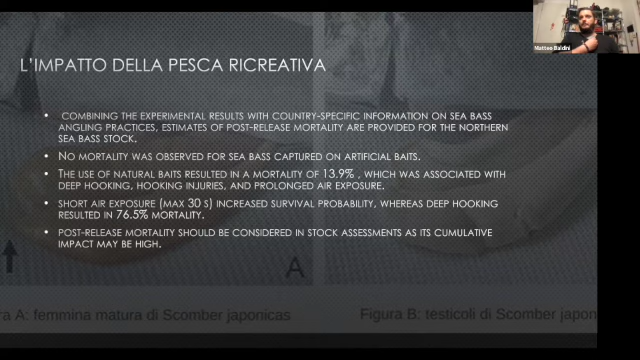 Matteo Baldini
L'IMPATTO DELLA PESCA RICREATIVA
• COMBINING THE EXPERIMENTAL RESULTS WITH COUNTRY-SPECIFIC INFORMATION ON SEA BASS
ANGLING PRACTICES, ESTIMATES OF POST-RELEASE MORTALITY ARE PROVIDED FOR THE NORTHERN
SEA BASS STOCK.
• NO MORTALITY WAS OBSERVED FOR SEA BASS CAPTURED ON ARTIFICIAL BAITS.
• THE USE OF NATURAL BAITS RESULTED IN A MORTALITY OF 13.9% , WHICH WAS ASSOCIATED WITH
DEEP HOOKING, HOOKING INJURIES, AND PROLONGED AIR EXPOSURE.
• SHORT AIR EXPOSURE (MAX 30 S) INCREASED SURVIVAL PROBABILITY, WHEREAS DEEP HOOKING
RESULTED IN 76.5% MORTALITY.
• POST-RELEASE MORTALITY SHOULD BE CONSIDERED IN STOCK ASSESSMENTS AS ITS CUMULATIVE
IMPACT MAY BE HIGH.
A
ra A: femmina matura di Scomber japonicas
Figura B: testicoli di Scomber japon